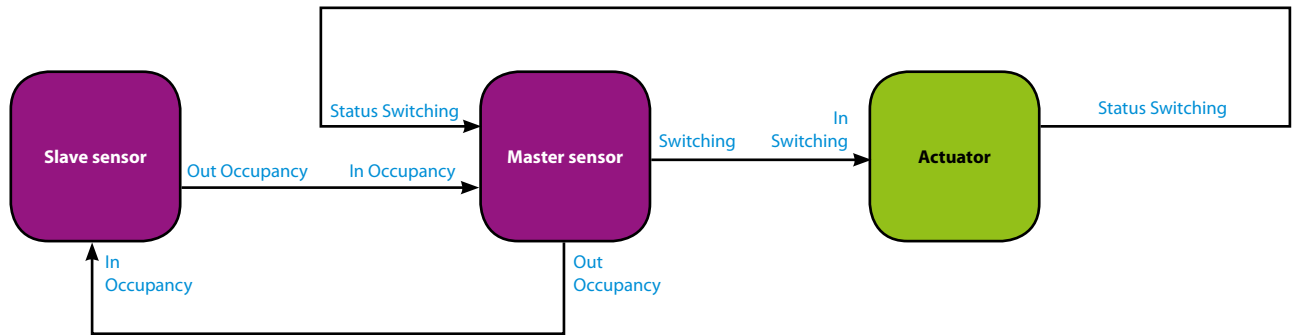 Status Switching
In
Switching
Switching
Status Switching
Slave sensor
Master sensor
Actuator
Out Occupancy
In Occupancy
In
Occupancy
Out
Occupancy